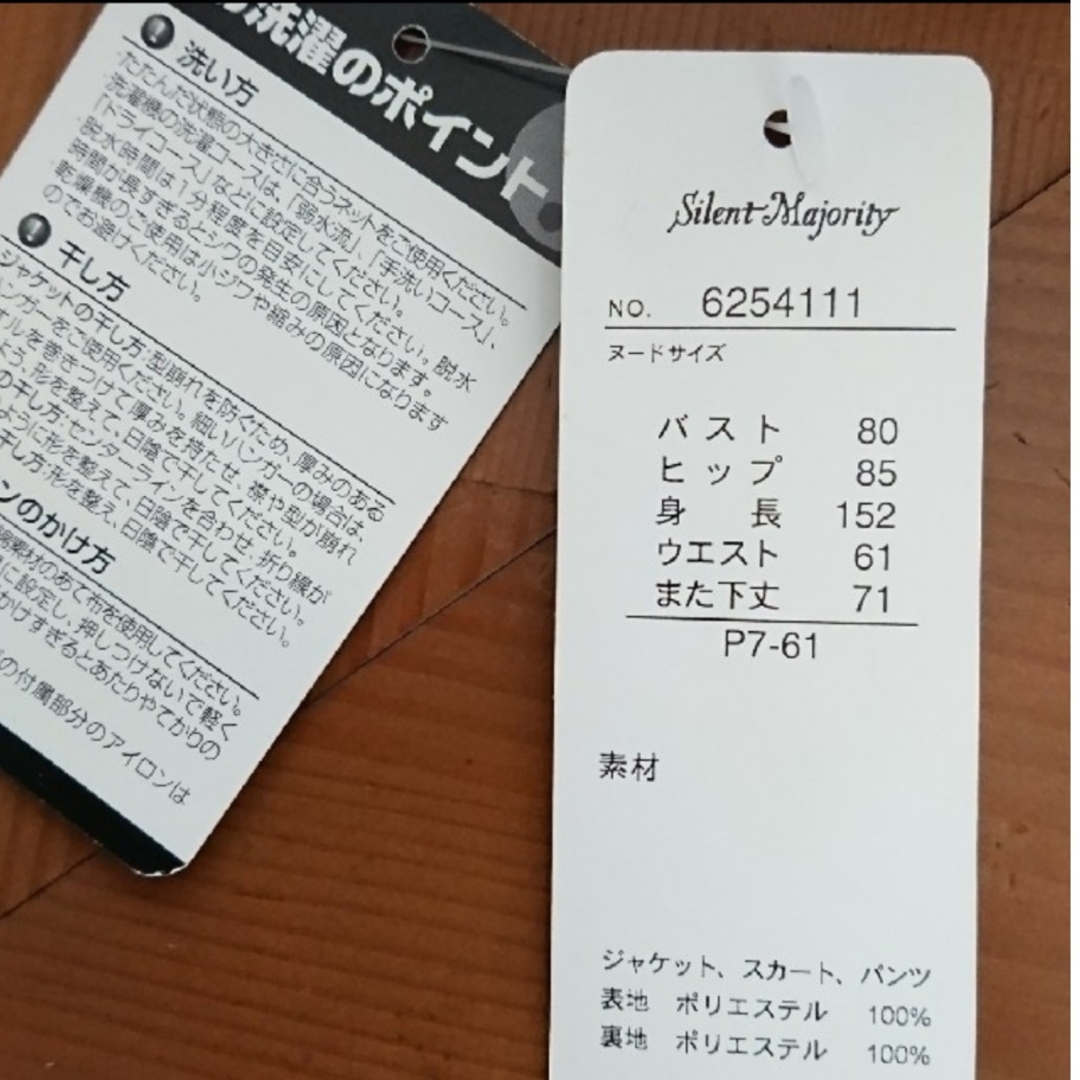 洗濯のポイント
洗い方
たたんだ状態の大きさに合うネットをご使用ください。
洗濯機の洗濯コースは、「弱水流」、「手洗いコース」、
「ドライコース」などに設定してください。
脱水時間は1分程度を目安にしてください。脱水
時間が長すぎるとシワの発生の原因となります。
乾燥機のご使用は小ジワや縮みの原因になります
のでお避けください。
干し方
ジャケットの干し方:型崩れを防ぐため、厚みのある
ハンガーをご使用ください。細いハンガーの場合は、
オルを巻きつけて厚みを持たせ、襟や型が崩れ
よう、形を整えて、日陰で干してください。
の干し方:センターラインを合わせ、折り線が
ように形を整えて、日陰で干してください。
干し方:形を整え、日陰で干してください。
ンのかけ方
素材のあて布を使用してください。
に設定し、押しつけないで軽く
かけすぎるとあたりやてかりの
の付属部分のアイロンは
Silent Majority
NO. 6254111
ヌードサイズ
バスト 80
ヒップ 85
身長 152
ウエスト 61
また下丈 71
P7-61
素材
ジャケット、スカート、パンツ
表地 ポリエステル 100%
裏地 ポリエステル 100%